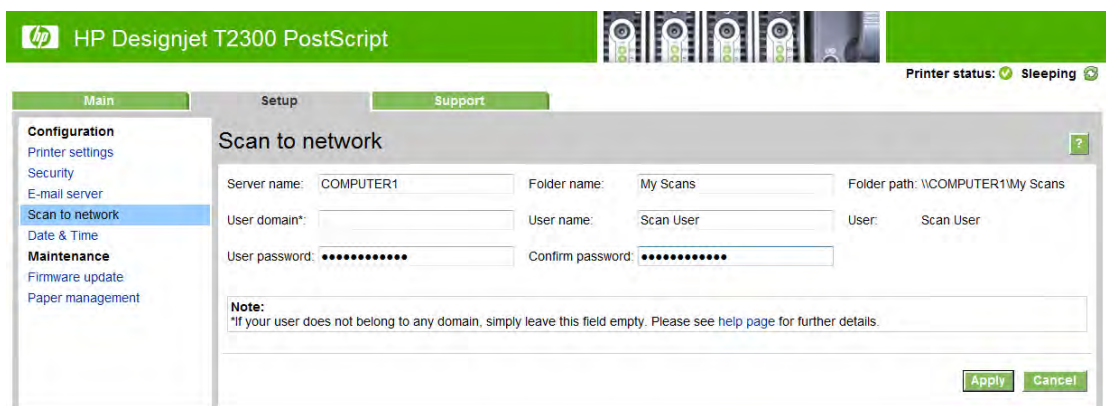 hp HP Designjet T2300 PostScript
Printer status: Sleeping
Main Setup Support
Configuration
Printer settings
Security
E-mail server
Scan to network
Date & Time
Maintenance
Firmware update
Paper management
Scan to network ?
Server name: COMPUTER1 Folder name: My Scans Folder path: \\COMPUTER1\My Scans
User domain*: User name: Scan User User: Scan User
User password: ●●●●●●●●●●●● Confirm password: ●●●●●●●●●●●●
Note:
*If your user does not belong to any domain, simply leave this field empty. Please see help page for further details.
Apply Cancel